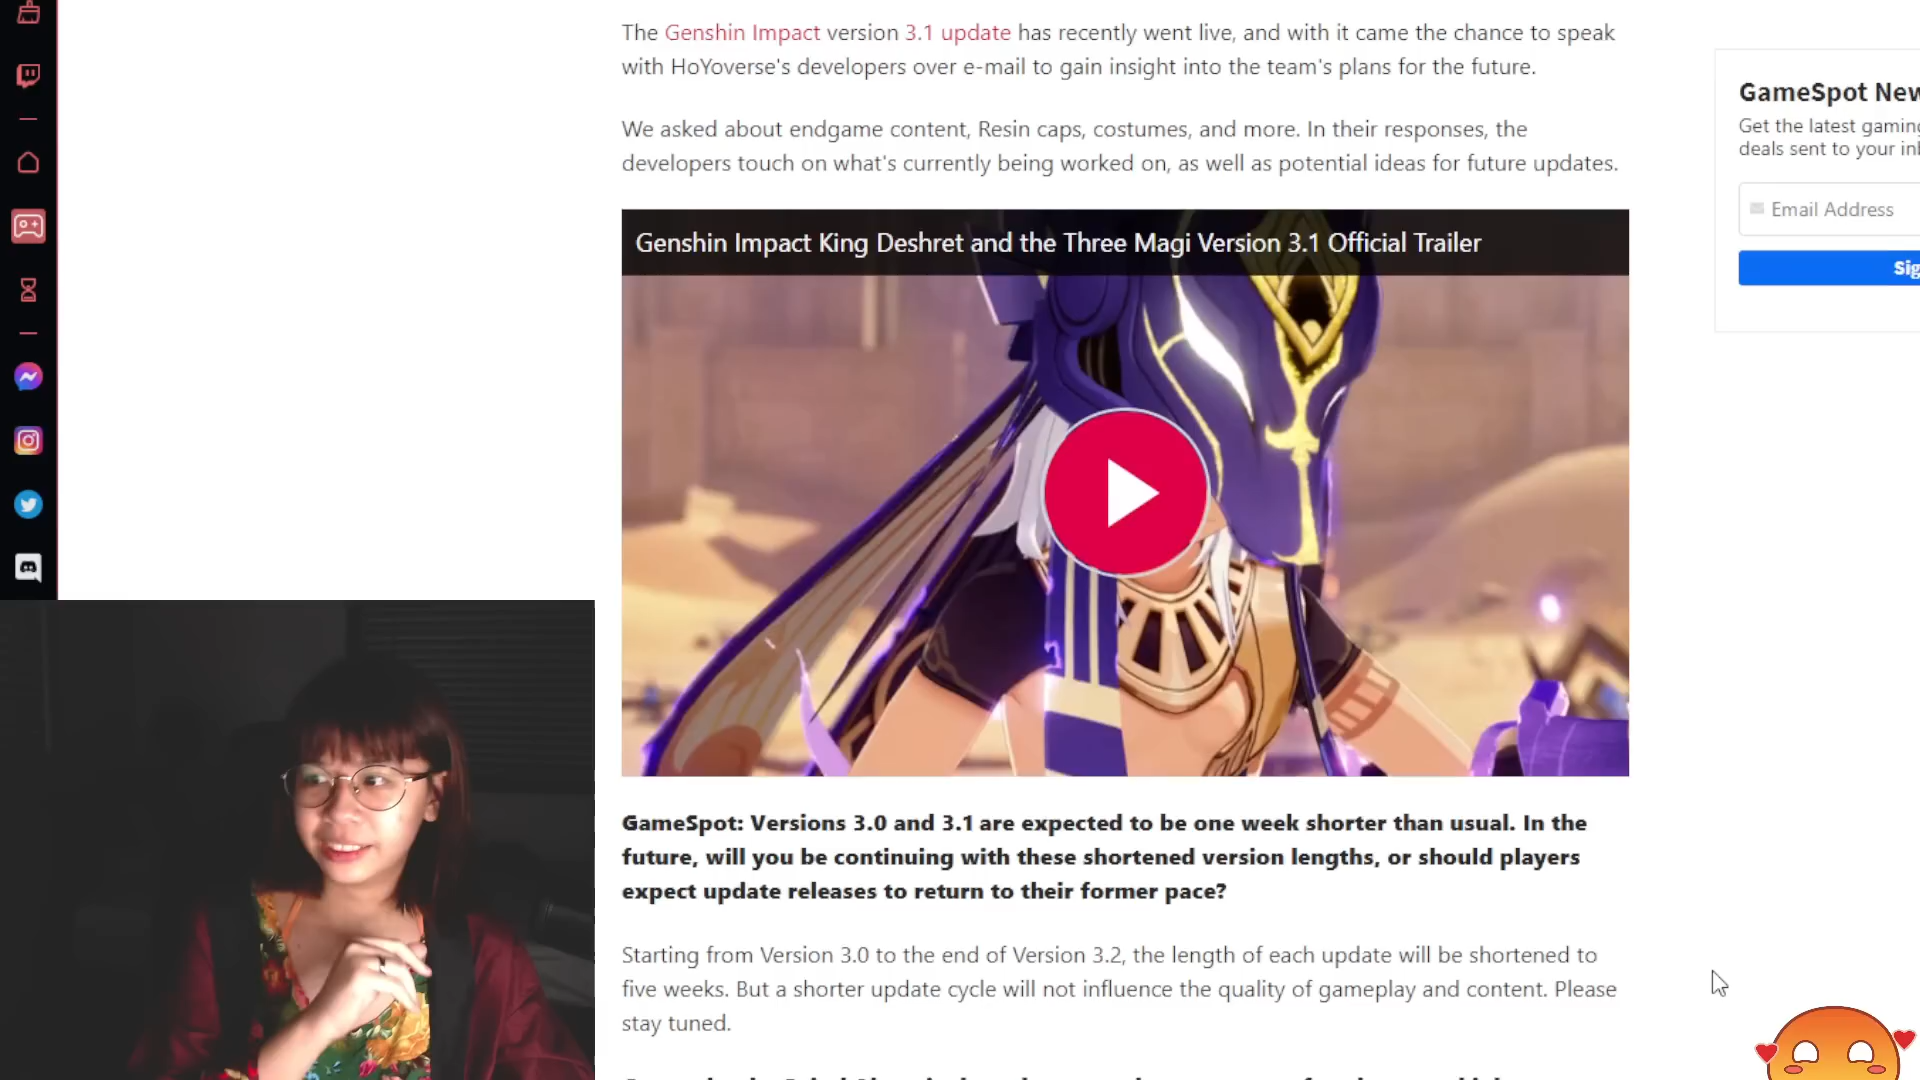 The Genshin Impact version 3.1 update has recently went live, and with it came the chance to speak
with HoYoverse's developers over e-mail to gain insight into the team's plans for the future.
We asked about endgame content, Resin caps, costumes, and more. In their responses, the
developers touch on what's currently being worked on, as well as potential ideas for future updates.
Genshin Impact King Deshret and the Three Magi Version 3.1 Official Trailer
GameSpot: Versions 3.0 and 3.1 are expected to be one week shorter than usual. In the
future, will you be continuing with these shortened version lengths, or should players
expect update releases to return to their former pace?
Starting from Version 3.0 to the end of Version 3.2, the length of each update will be shortened to
five weeks. But a shorter update cycle will not influence the quality of gameplay and content. Please
stay tuned.
GameSpot New
Get the latest gaming
deals sent to your inb
Email Address
Sig